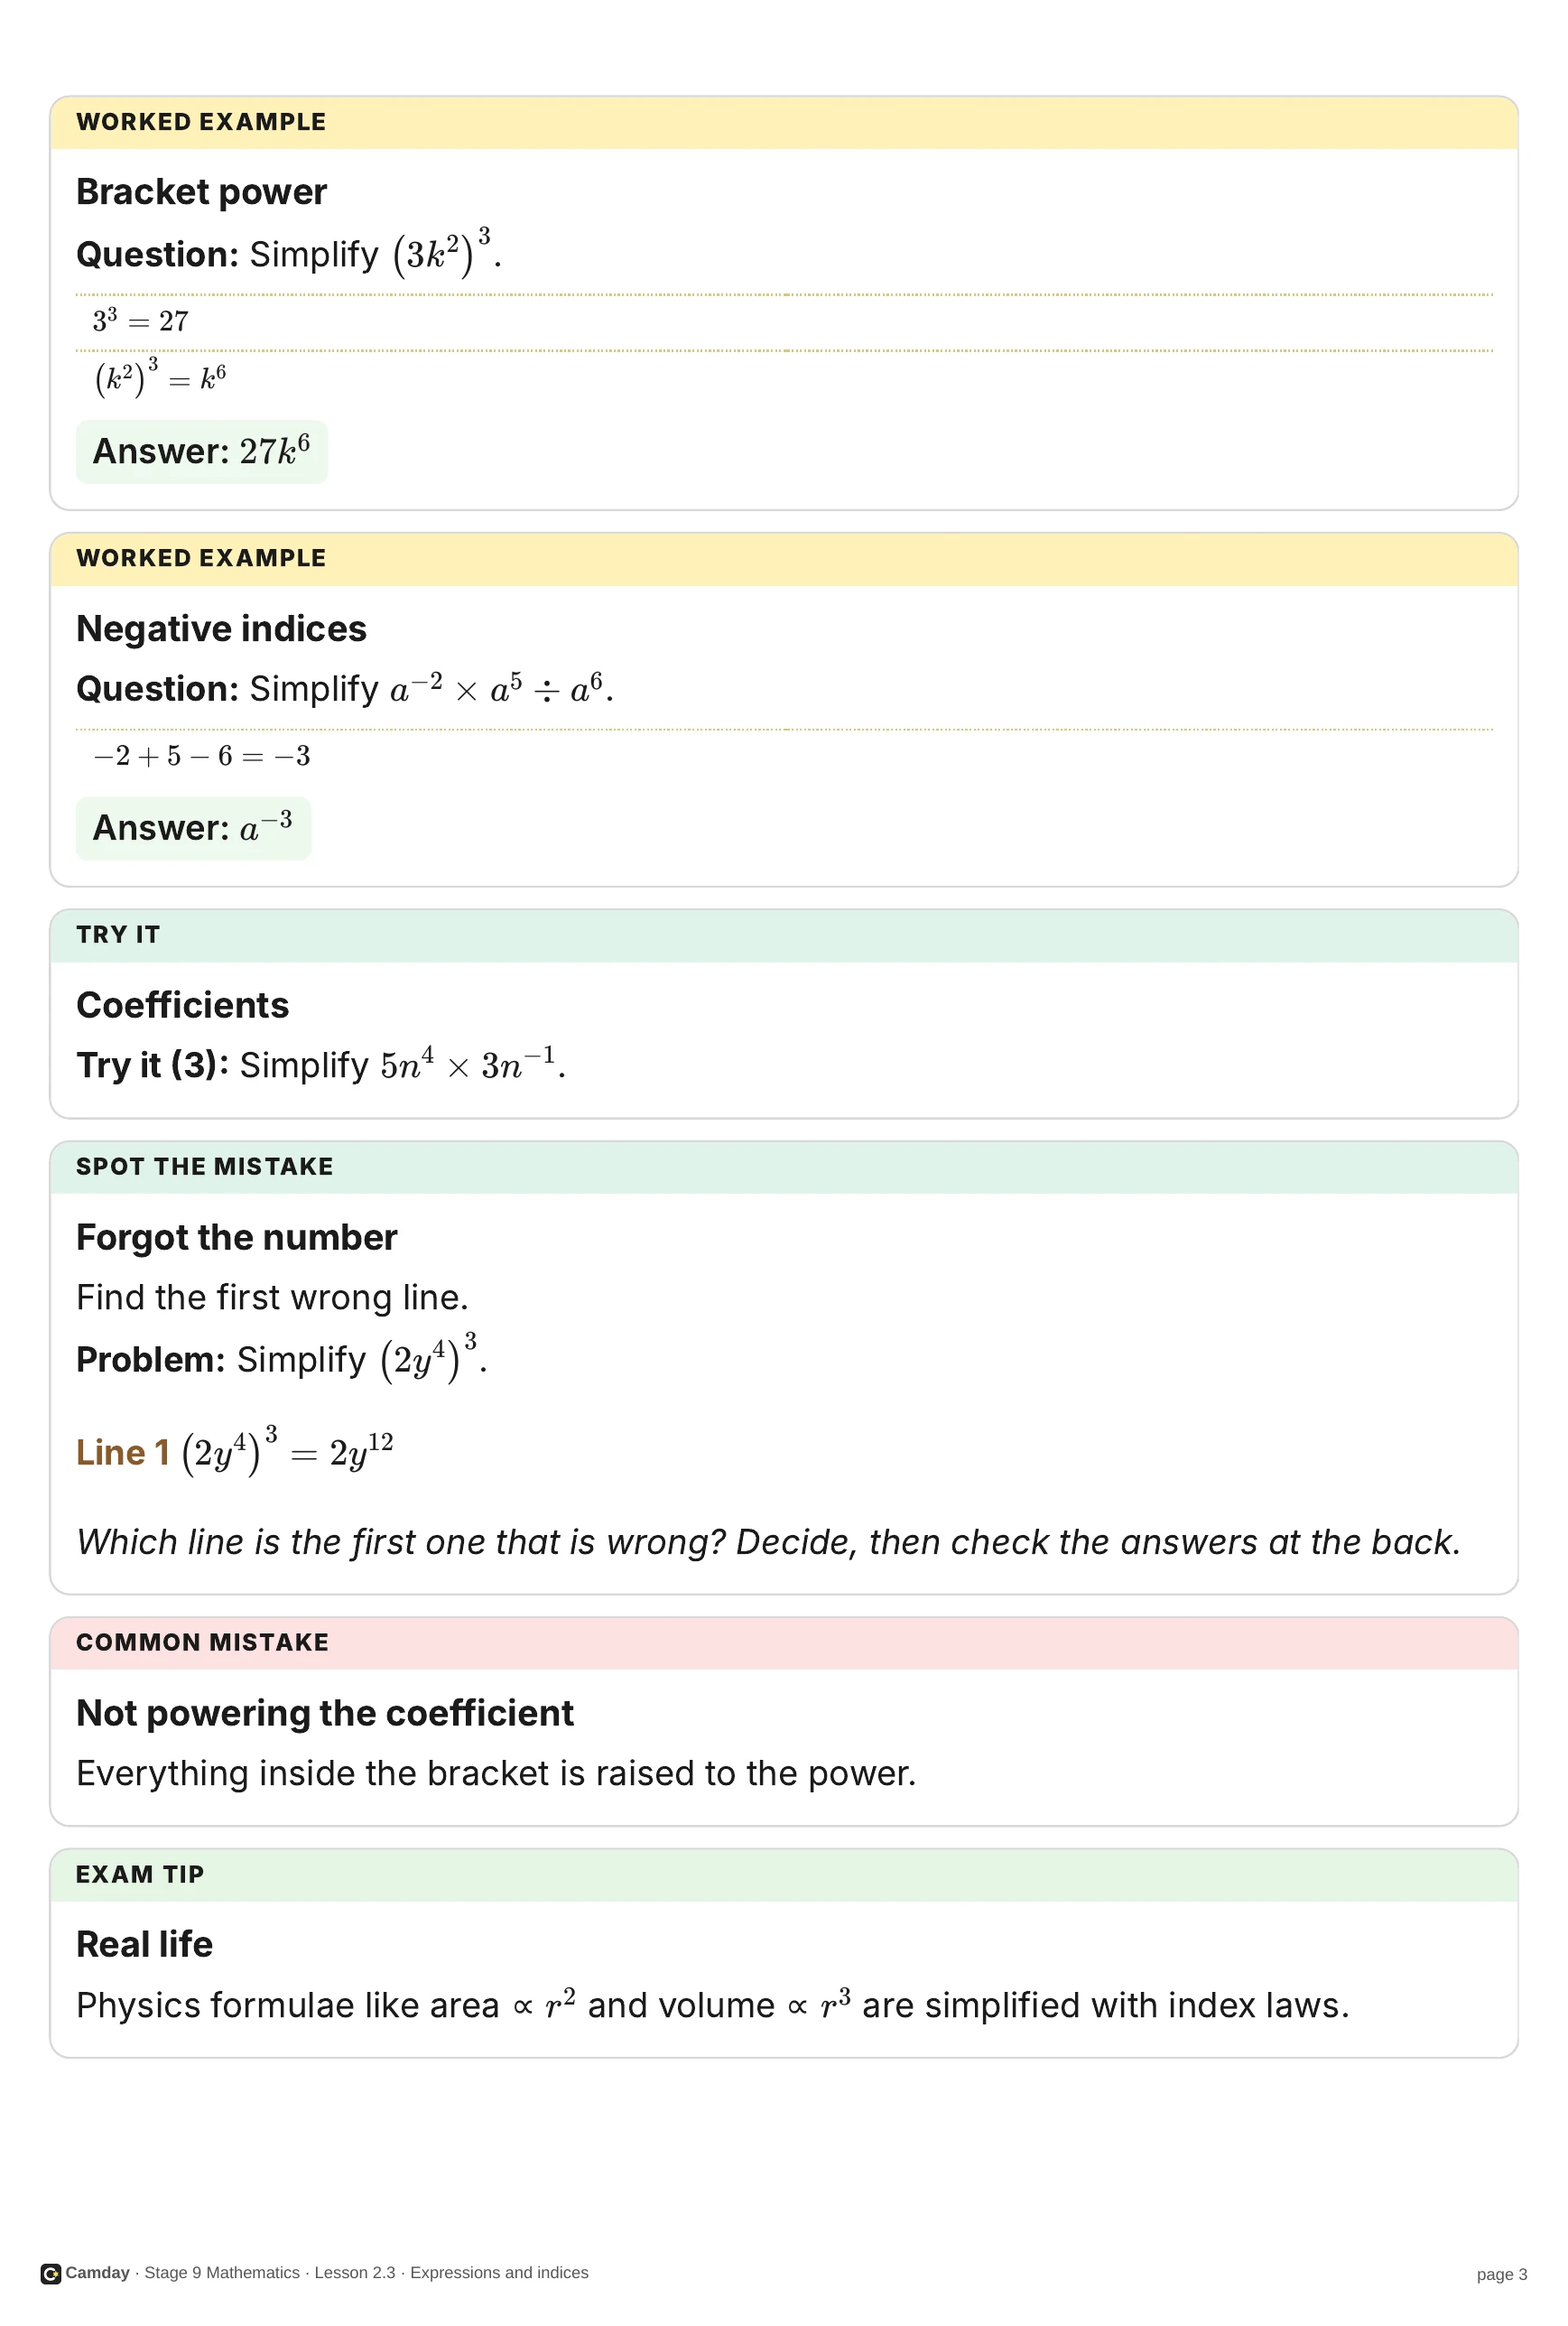 WORKED EXAMPLE
Bracket power
Question: Simplify (3k²)³.
3³ = 27
(k²)³ = k⁶
Answer: 27k⁶
WORKED EXAMPLE
Negative indices
Question: Simplify a⁻² × a⁵ ÷ a⁶.
−2 + 5 − 6 = −3
Answer: a⁻³
TRY IT
Coefficients
Try it (3): Simplify 5n⁴ × 3n⁻¹.
SPOT THE MISTAKE
Forgot the number
Find the first wrong line.
Problem: Simplify (2y⁴)³.
Line 1 (2y⁴)³ = 2y¹²
Which line is the first one that is wrong? Decide, then check the answers at the back.
COMMON MISTAKE
Not powering the coefficient
Everything inside the bracket is raised to the power.
EXAM TIP
Real life
Physics formulae like area ∝ r² and volume ∝ r³ are simplified with index laws.
Camday · Stage 9 Mathematics · Lesson 2.3 · Expressions and indices
page 3